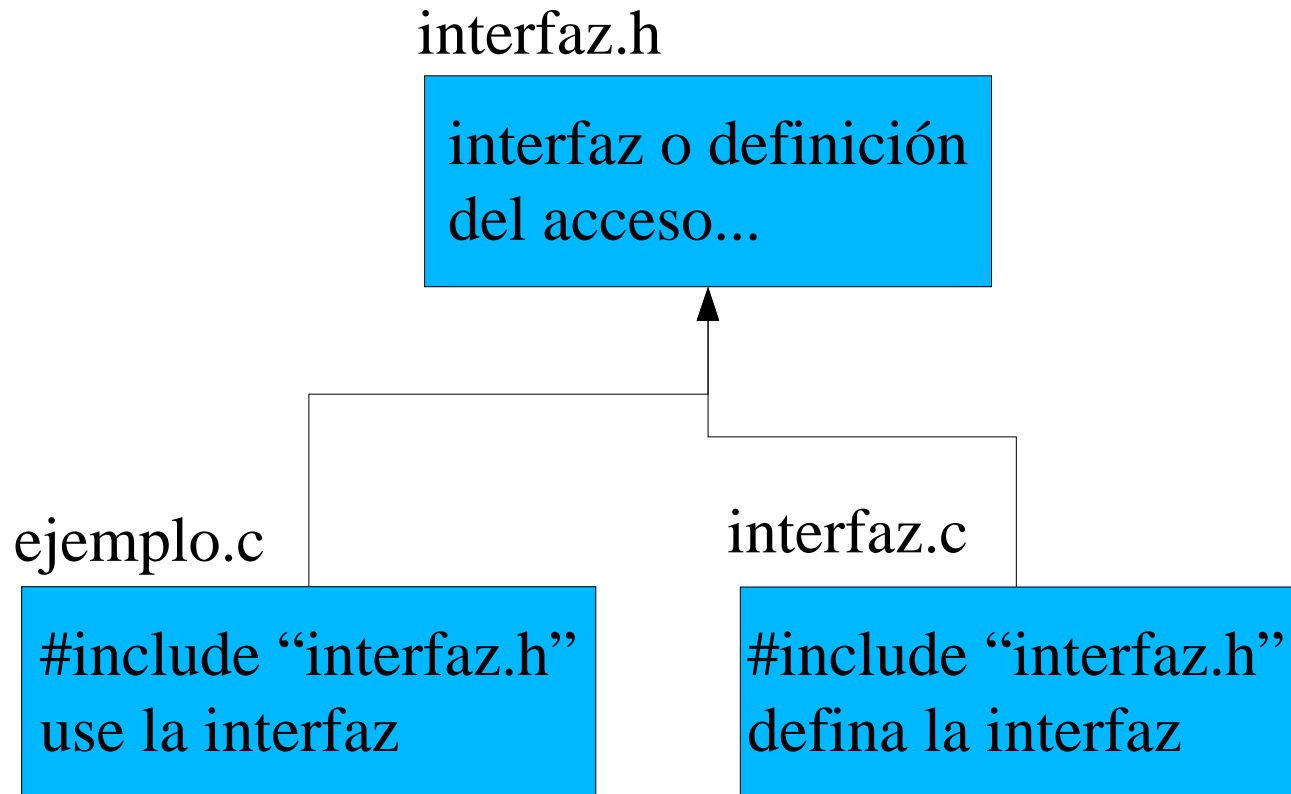 interfaz.h
interfaz o definición
del acceso...
ejemplo.c
#include “interfaz.h”
use la interfaz
interfaz.c
#include “interfaz.h”
defina la interfaz